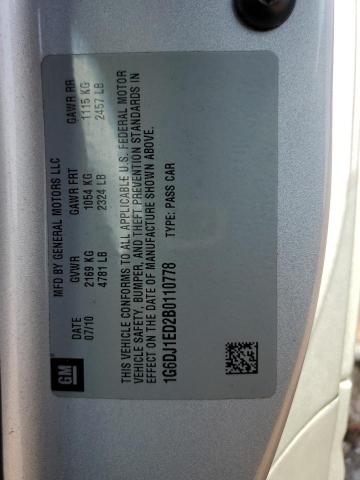 GM
MFD BY GENERAL MOTORS LLC
DATE GVWR GAWR FRT GAWR RR
07/10 2169 KG 1054 KG 1115 KG
4781 LB 2324 LB 2457 LB
THIS VEHICLE CONFORMS TO ALL APPLICABLE U.S. FEDERAL MOTOR
VEHICLE SAFETY, BUMPER, AND THEFT PREVENTION STANDARDS IN
EFFECT ON THE DATE OF MANUFACTURE SHOWN ABOVE.
1G6DJ1ED2B0110778 TYPE: PASS CAR